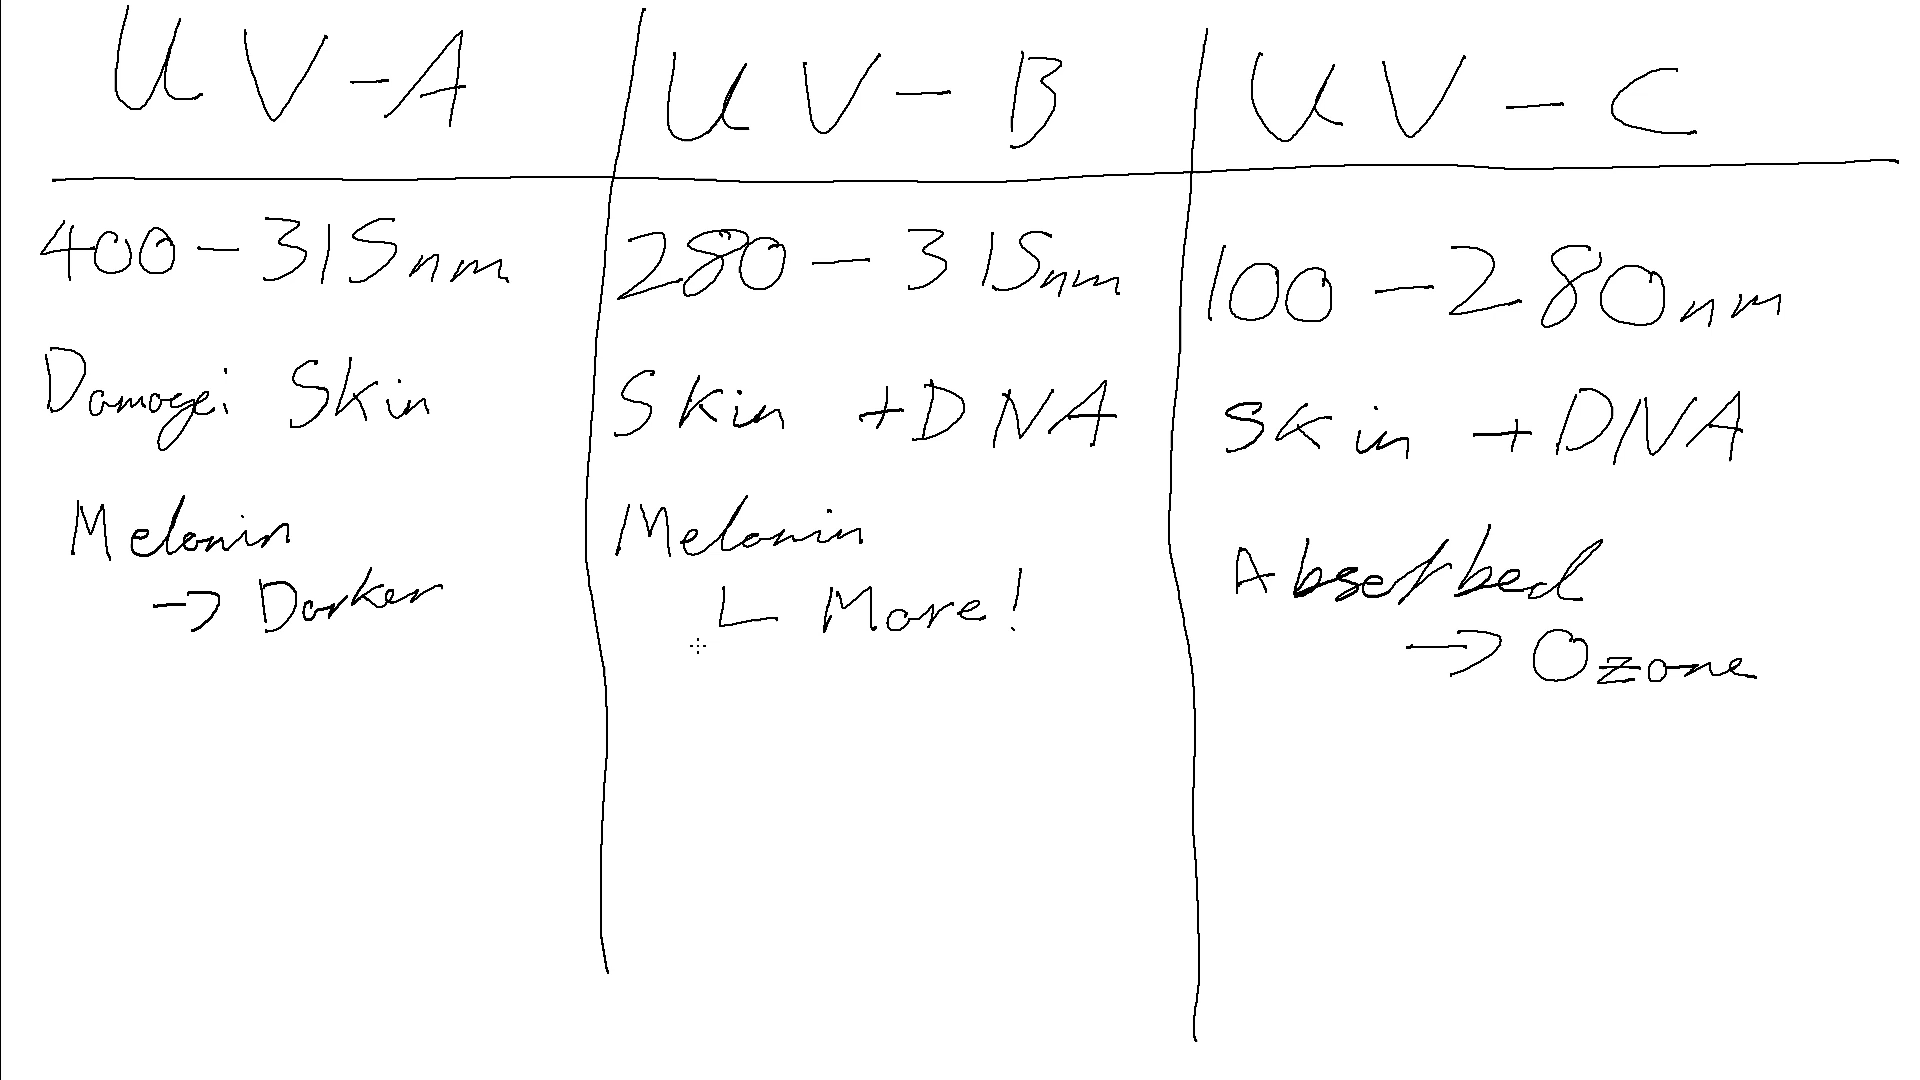 UV-A UV-B UV-C
400-315nm 280-315nm 100-280nm
Damage: Skin Skin +DNA Skin +DNA
Melanin Melanin Absorbed
→ Darker ∟ More! → Ozone